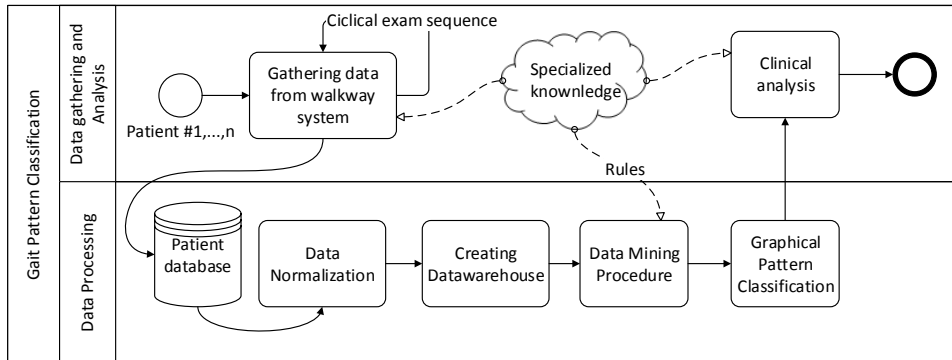 Gait Pattern Classification
Data gathering and
Analysis
Ciclical exam sequence
Gathering data
from walkway
system
Patient #1,...,n
Specialized
knownledge
Clinical
analysis
Rules
Data Processing
Patient
database
Data
Normalization
Creating
Datawarehouse
Data Mining
Procedure
Graphical
Pattern
Classification